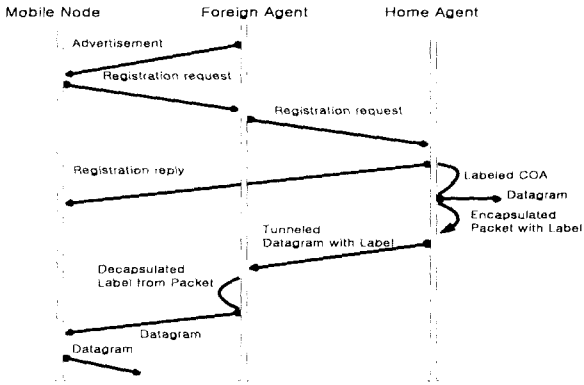 Mobile Node
Foreign Agent
Home Agent
Advertisement
Registration request
Registration request
Registration reply
Labeled COA
Datagram
Encapsulated
Packet with Label
Tunneled
Datagram with Label
Decapsulated
Label from Packet
Datagram
Datagram